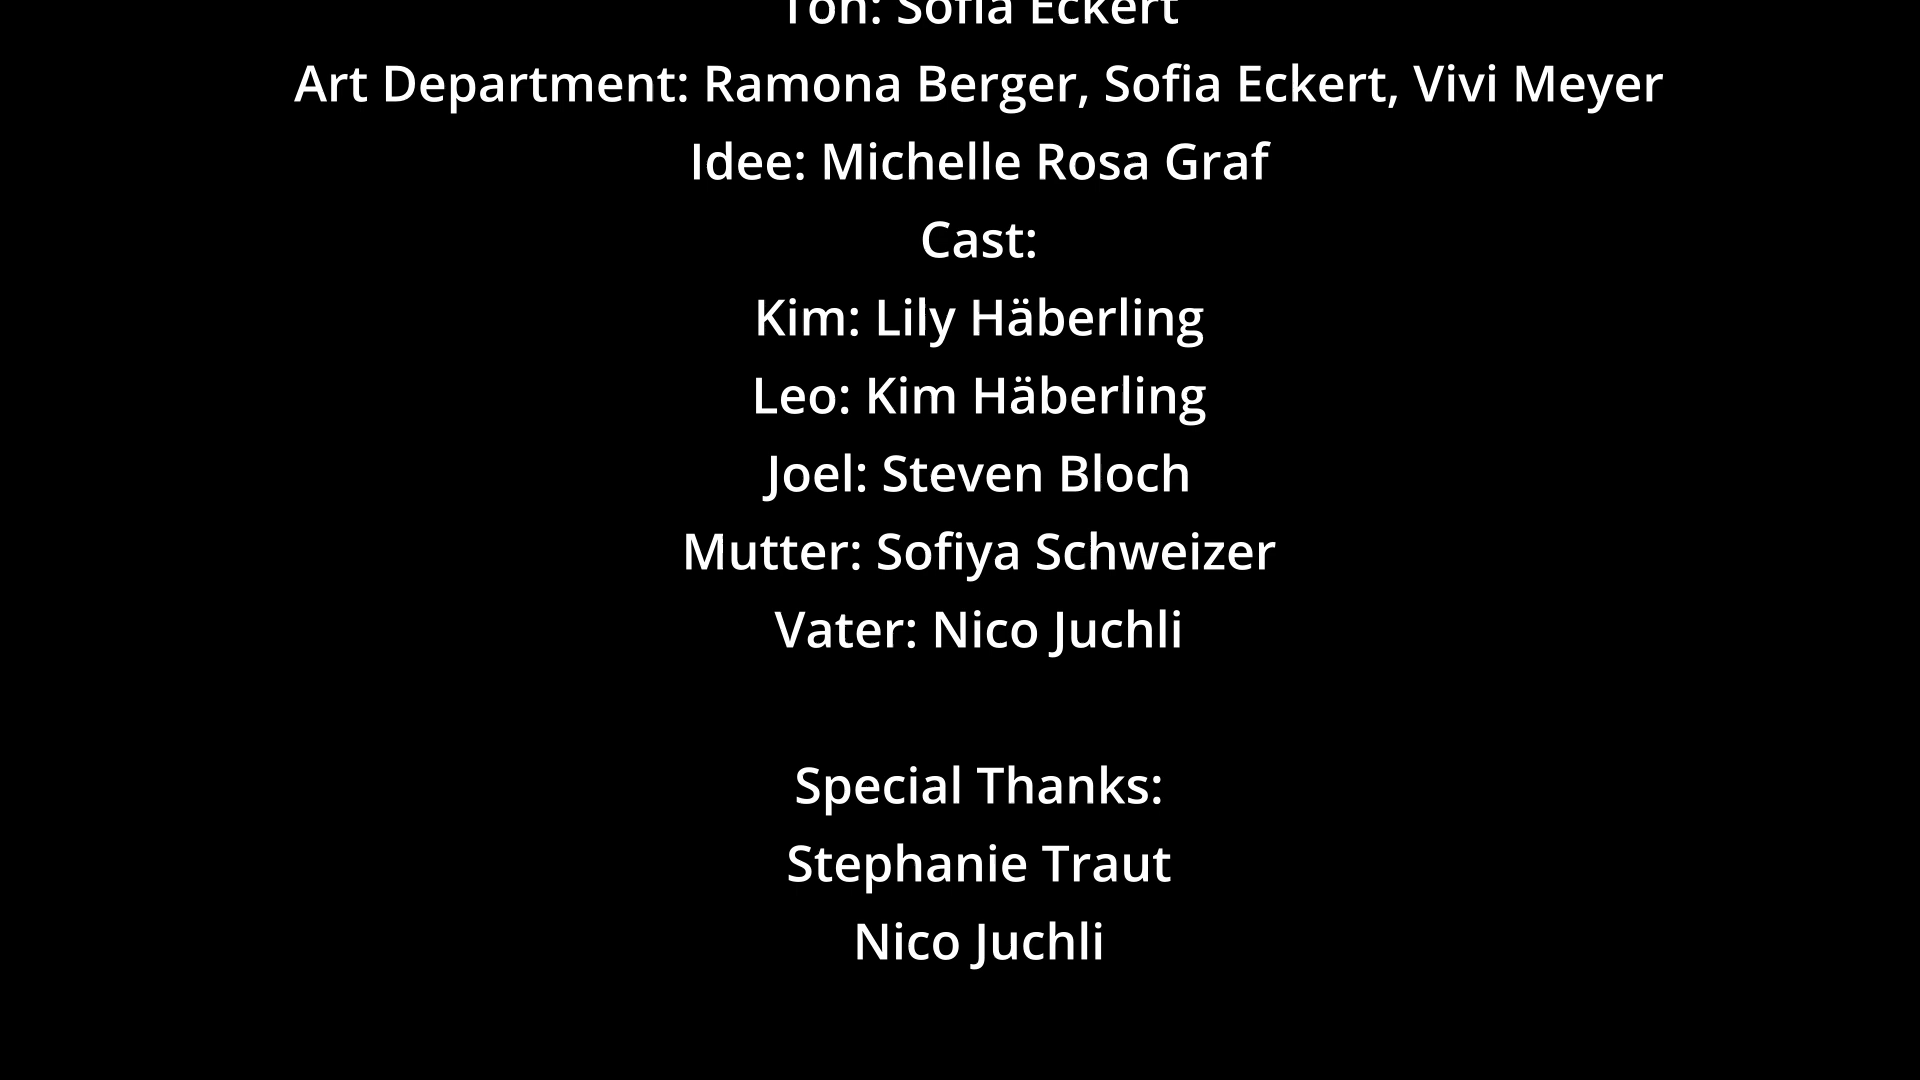 Ton: Sofia Eckert
Art Department: Ramona Berger, Sofia Eckert, Vivi Meyer
Idee: Michelle Rosa Graf
Cast:
Kim: Lily Häberling
Leo: Kim Häberling
Joel: Steven Bloch
Mutter: Sofiya Schweizer
Vater: Nico Juchli
Special Thanks:
Stephanie Traut
Nico Juchli